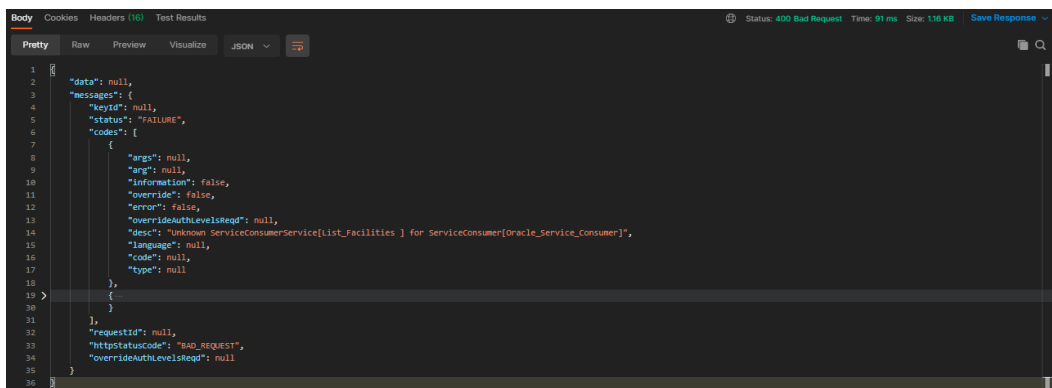 Body Cookies Headers (16) Test Results Status: 400 Bad Request Time: 91 ms Size: 1.16 KB Save Response
Pretty Raw Preview Visualize JSON
1 {
2 "data": null,
3 "messages": {
4 "keyId": null,
5 "status": "FAILURE",
6 "codes": [
7 {
8 "args": null,
9 "arg": null,
10 "information": false,
11 "override": false,
12 "error": false,
13 "overrideAuthLevelsReqd": null,
14 "desc": "Unknown ServiceConsumerService[List_Facilities ] for ServiceConsumer[Oracle_Service_Consumer]",
15 "language": null,
16 "code": null,
17 "type": null
18 },
19 {...
30 }
31 ],
32 "requestId": null,
33 "httpStatusCode": "BAD_REQUEST",
34 "overrideAuthLevelsReqd": null
35 }
36 }